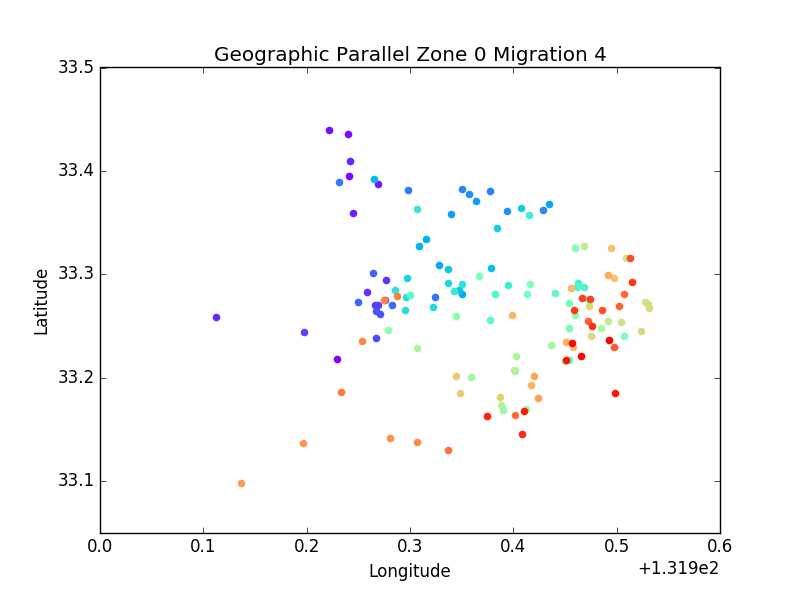 Geographic Parallel Zone 0 Migration 4
33.5
33.4
33.3
33.2
33.1
Latitude
0.0 0.1 0.2 0.3 0.4 0.5 0.6
Longitude
+1.319e2